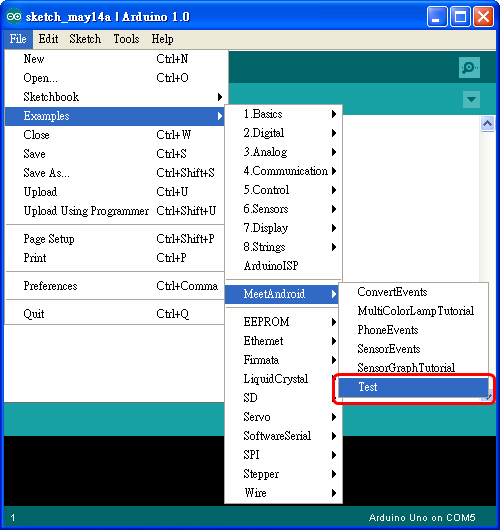 sketch_may14a | Arduino 1.0
File Edit Sketch Tools Help
New Ctrl+N
Open... Ctrl+O
Sketchbook
Examples
Close Ctrl+W
Save Ctrl+S
Save As... Ctrl+Shift+S
Upload Ctrl+U
Upload Using Programmer Ctrl+Shift+U
Page Setup Ctrl+Shift+P
Print Ctrl+P
Preferences Ctrl+Comma
Quit Ctrl+Q
1.Basics
2.Digital
3.Analog
4.Communication
5.Control
6.Sensors
7.Display
8.Strings
ArduinoISP
MeetAndroid
EEPROM
Ethernet
Firmata
LiquidCrystal
SD
Servo
SoftwareSerial
SPI
Stepper
Wire
ConvertEvents
MultiColorLampTutorial
PhoneEvents
SensorEvents
SensorGraphTutorial
Test
1 Arduino Uno on COM5